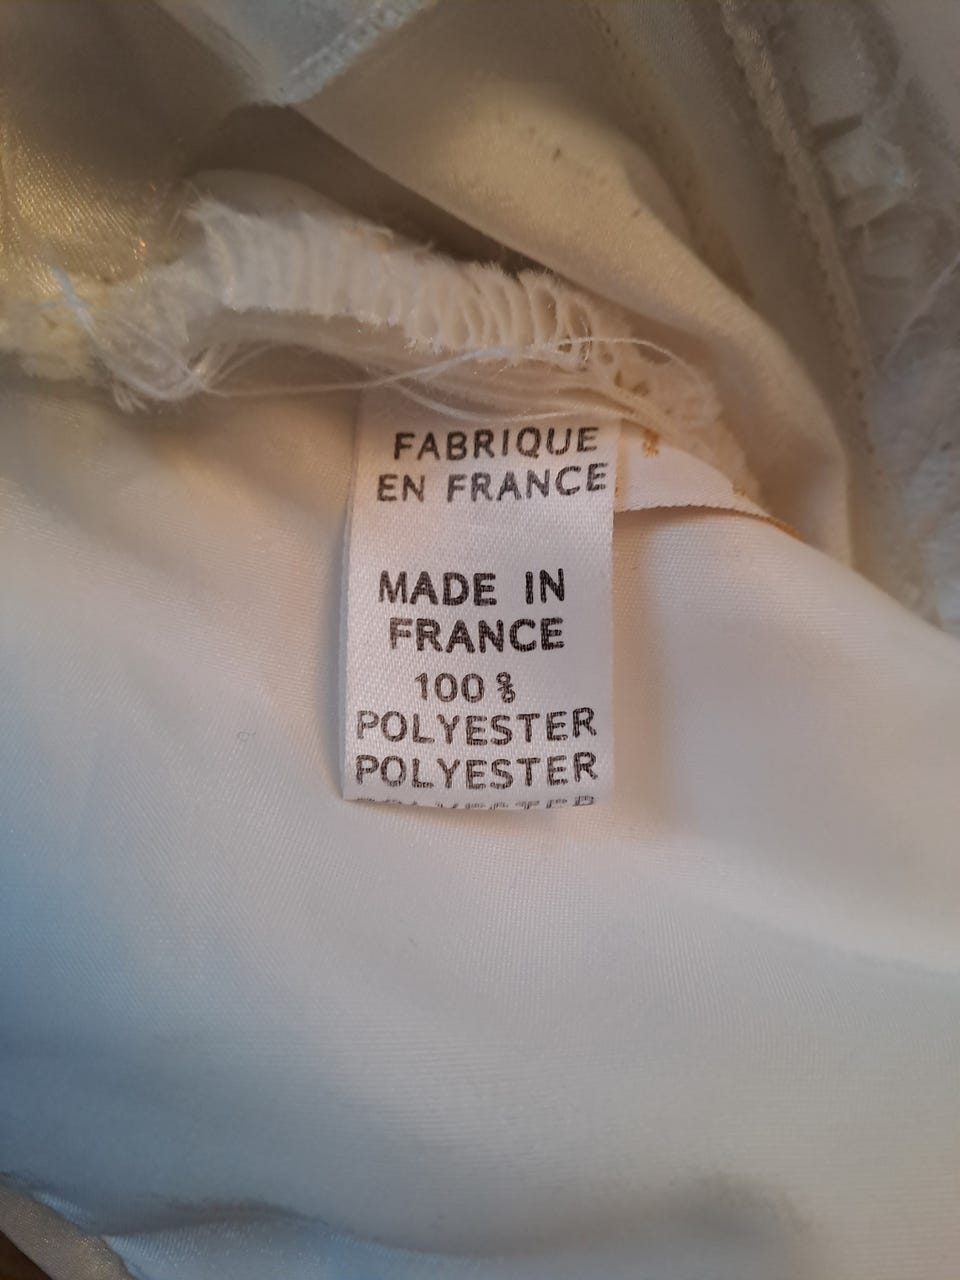 FABRIQUE
EN FRANCE
MADE IN
FRANCE
100%
POLYESTER
POLYESTER